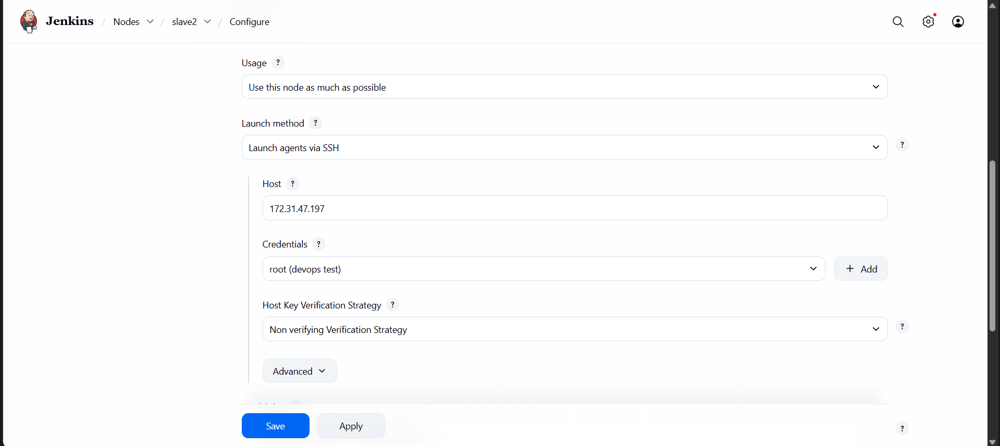 Jenkins / Nodes / slave2 / Configure
Usage ?
Use this node as much as possible
Launch method ?
Launch agents via SSH
?
Host ?
172.31.47.197
Credentials ?
root (devops test)
+ Add
Host Key Verification Strategy ?
Non verifying Verification Strategy
?
Advanced
Save
Apply
?